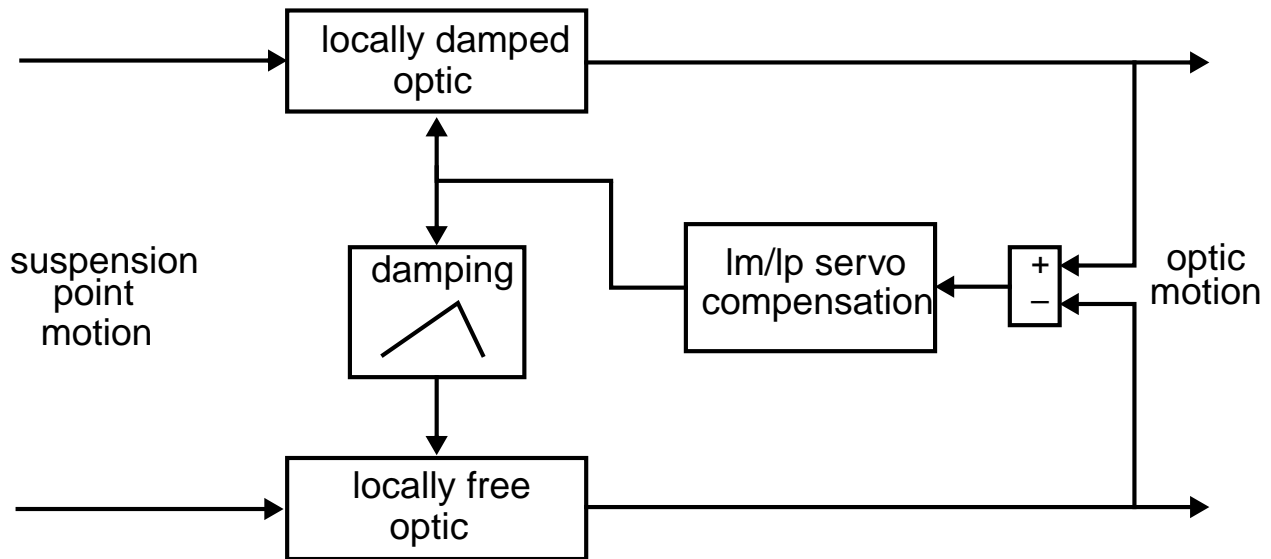 locally damped
optic
suspension
point
motion
damping
lm/lp servo
compensation
+
−
optic
motion
locally free
optic